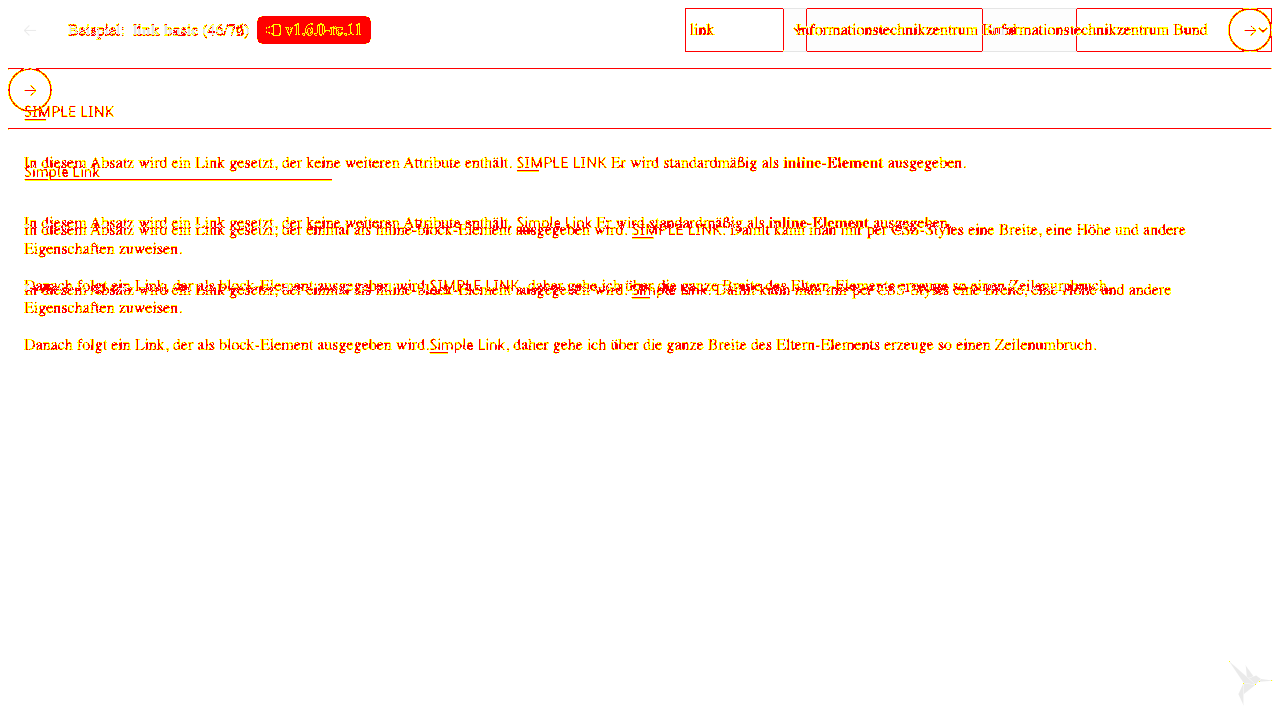 Beispiel: link basic (46/76) v1.6.0-rc.11 link Informationstechnikzentrum Bund Informationstechnikzentrum Bund
SIMPLE LINK
In diesem Absatz wird ein Link gesetzt, der keine weiteren Attribute enthält. SIMPLE LINK Er wird standardmäßig als inline-Element ausgegeben.
Simple Link
In diesem Absatz wird ein Link gesetzt, der keine weiteren Attribute enthält. Simple Link Er wird standardmäßig als inline-Element ausgegeben.
In diesem Absatz wird ein Link gesetzt, der einmal als inline-block-Element ausgegeben wird. SIMPLE LINK. Damit kann man mir per CSS-Styles eine Breite, eine Höhe und andere
Eigenschaften zuweisen.
Danach folgt ein Link, der als block-Element ausgegeben wird.SIMPLE LINK, daher gehe ich über die ganze Breite des Eltern-Elements erzeuge so einen Zeilenumbruch.
In diesem Absatz wird ein Link gesetzt, der einmal als inline-block-Element ausgegeben wird. Simple Link. Damit kann man mir per CSS-Styles eine Breite, eine Höhe und andere
Eigenschaften zuweisen.
Danach folgt ein Link, der als block-Element ausgegeben wird.Simple Link, daher gehe ich über die ganze Breite des Eltern-Elements erzeuge so einen Zeilenumbruch.